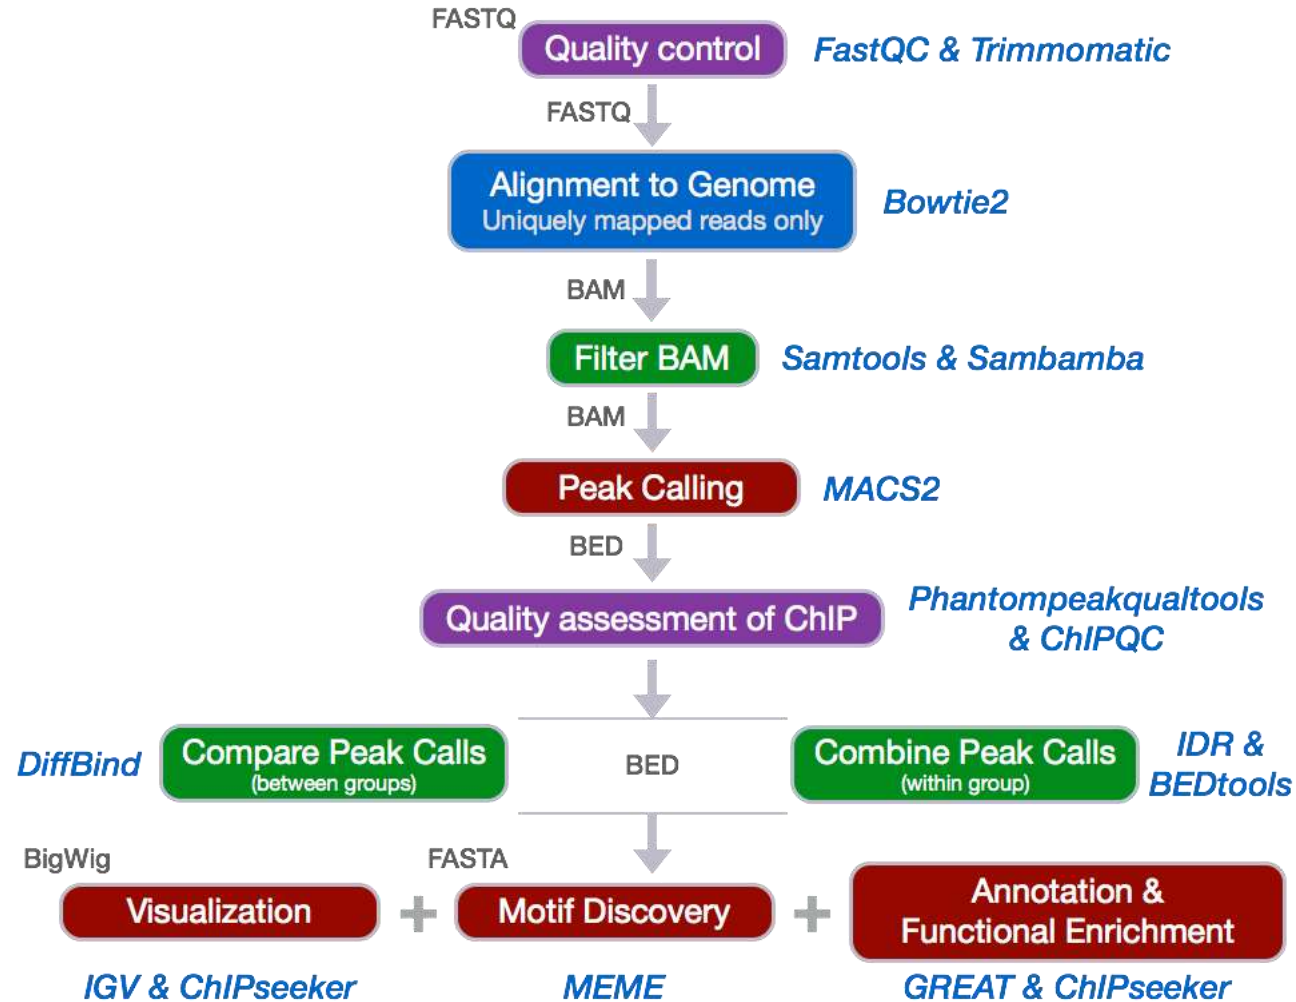 FASTQ
Quality control
FastQC & Trimmomatic
FASTQ
Alignment to Genome
Uniquely mapped reads only
Bowtie2
BAM
Filter BAM
Samtools & Sambamba
BAM
Peak Calling
MACS2
BED
Quality assessment of ChIP
Phantompeakqualtools
& ChIPQC
DiffBind
Compare Peak Calls
(between groups)
BED
Combine Peak Calls
(within group)
IDR &
BEDtools
BigWig
Visualization
IGV & ChIPseeker
+
FASTA
Motif Discovery
MEME
+
Annotation &
Functional Enrichment
GREAT & ChIPseeker